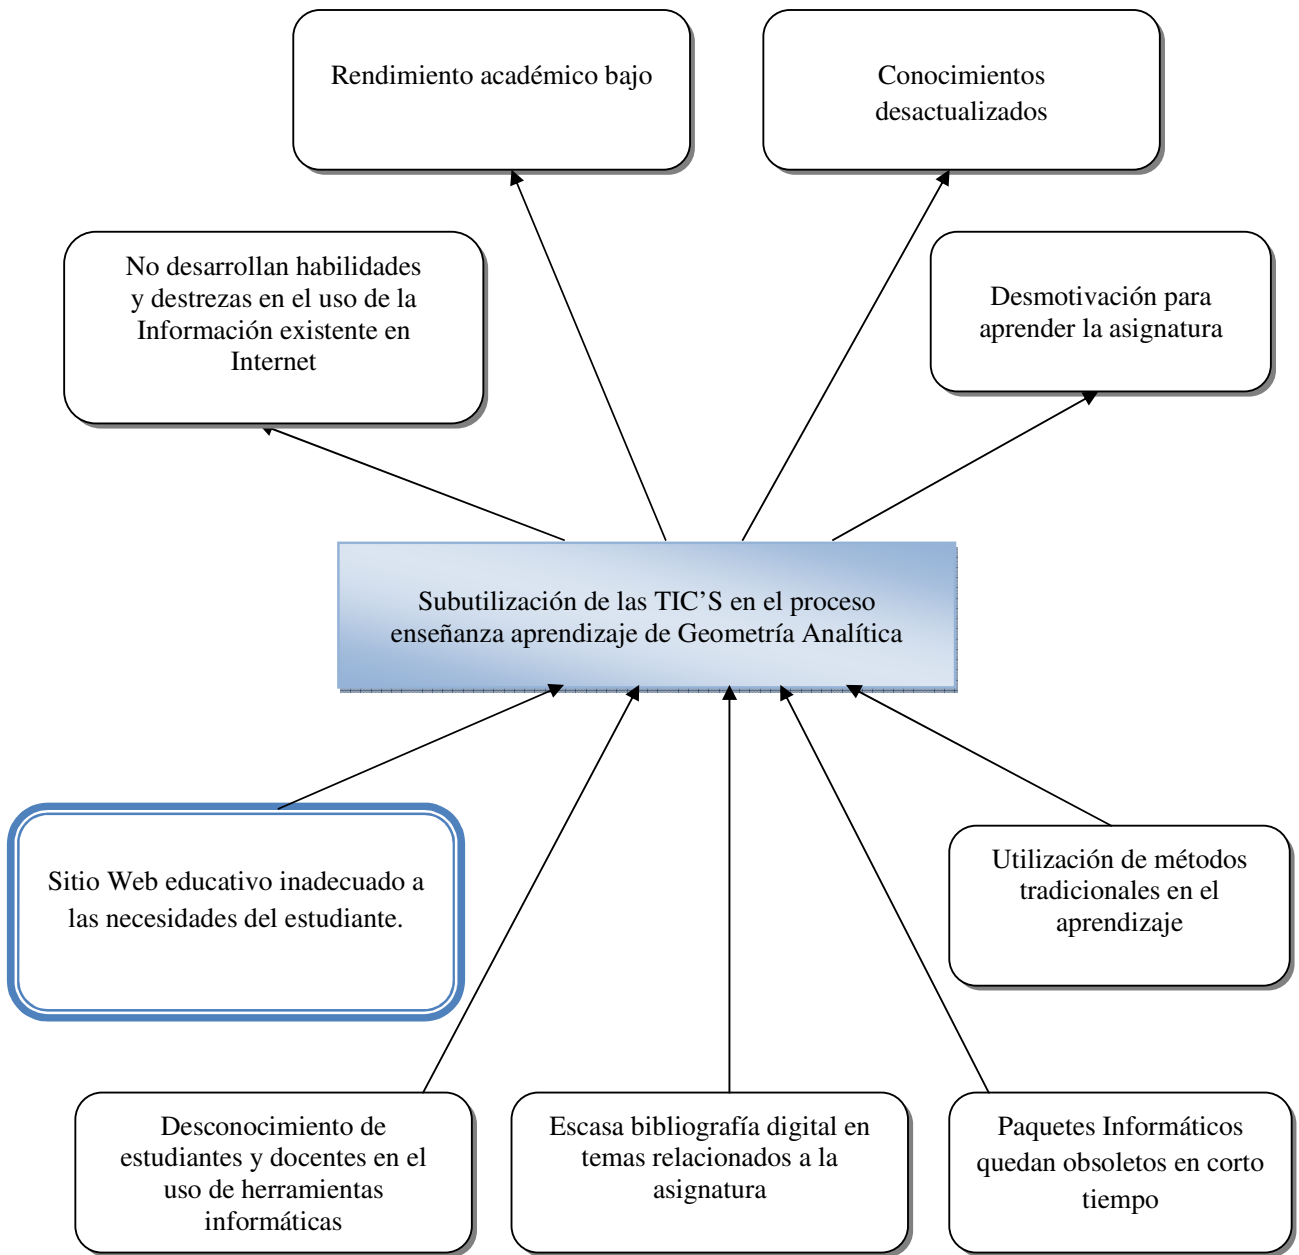 Rendimiento académico bajo
Conocimientos
desactualizados
No desarrollan habilidades
y destrezas en el uso de la
Información existente en
Internet
Desmotivación para
aprender la asignatura
Subutilización de las TIC’S en el proceso
enseñanza aprendizaje de Geometría Analítica
Sitio Web educativo inadecuado a
las necesidades del estudiante.
Utilización de métodos
tradicionales en el
aprendizaje
Desconocimiento de
estudiantes y docentes en el
uso de herramientas
informáticas
Escasa bibliografía digital en
temas relacionados a la
asignatura
Paquetes Informáticos
quedan obsoletos en corto
tiempo